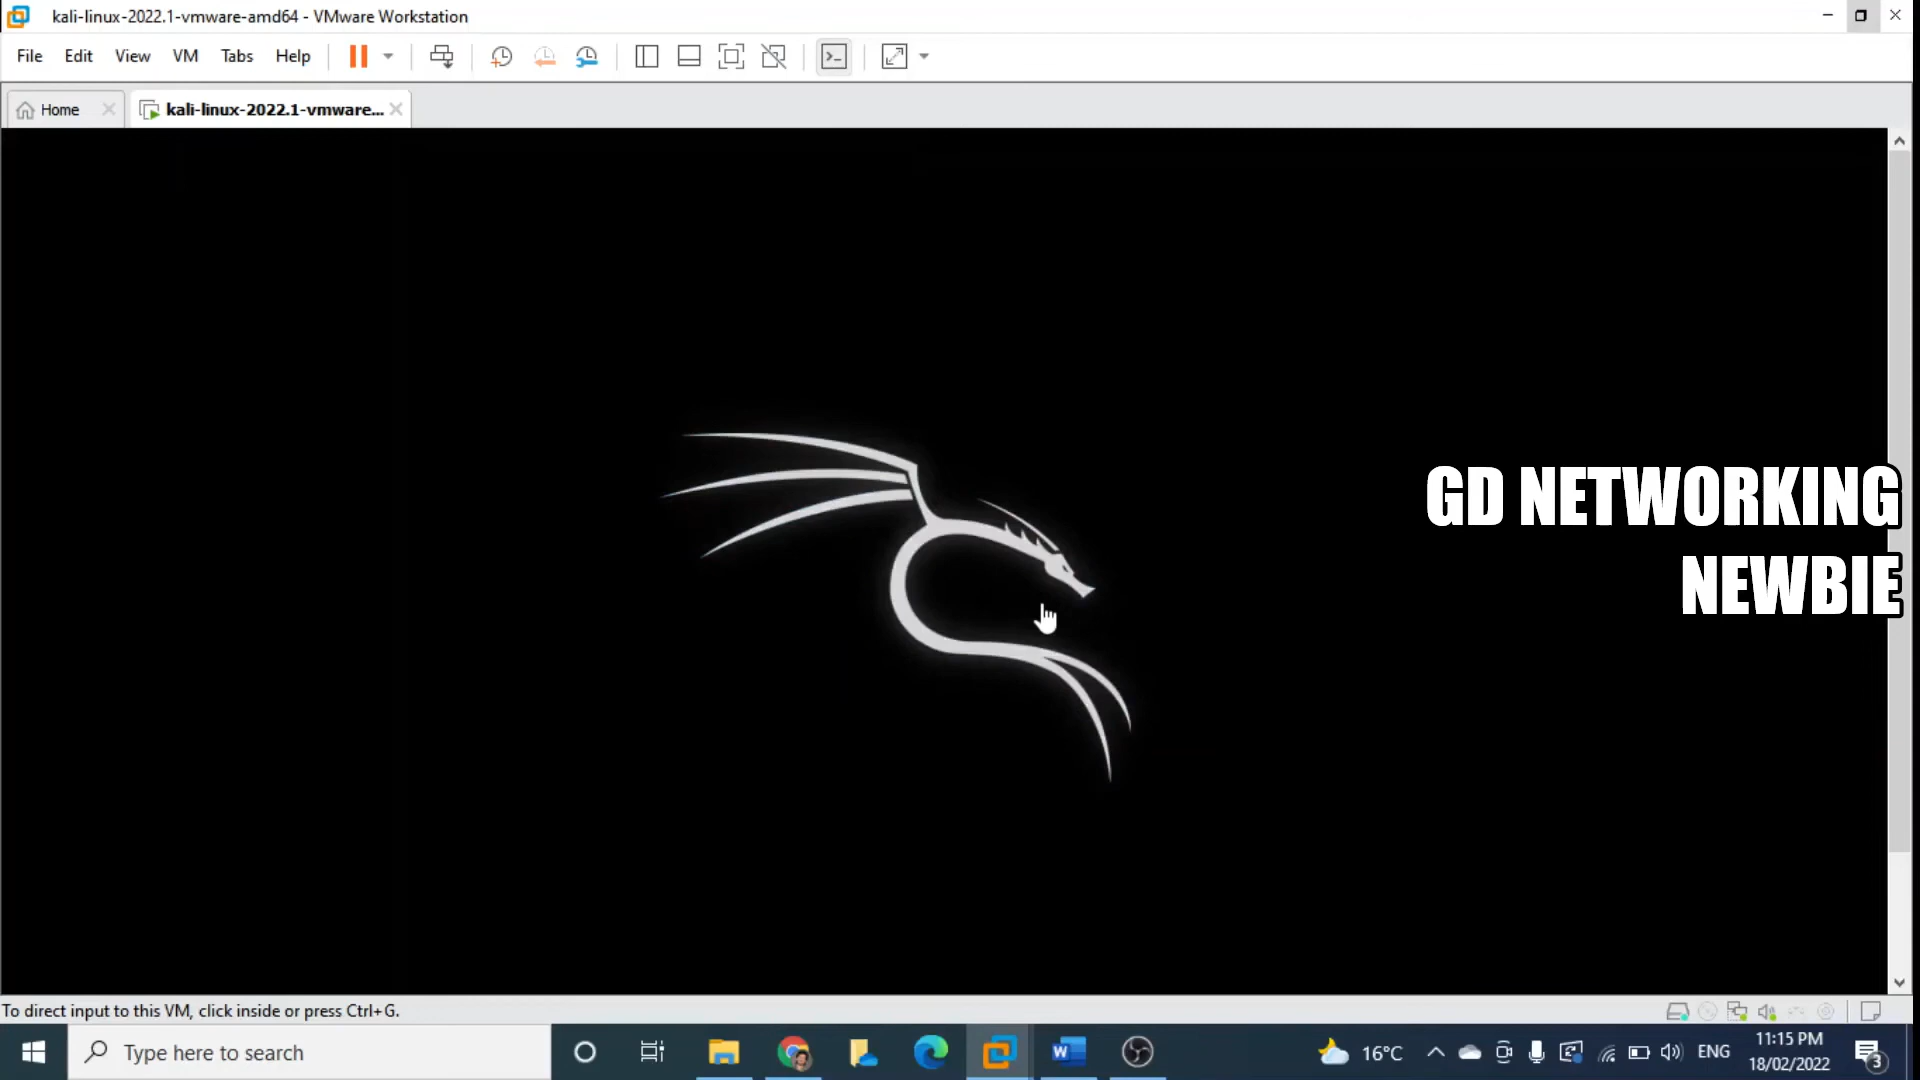 kali-linux-2022.1-vmware-amd64 - VMware Workstation
File Edit View VM Tabs Help
Home kali-linux-2022.1-vmware...
GD NETWORKING
NEWBIE
To direct input to this VM, click inside or press Ctrl+G.
Type here to search
16°C
ENG
11:15 PM
18/02/2022
3